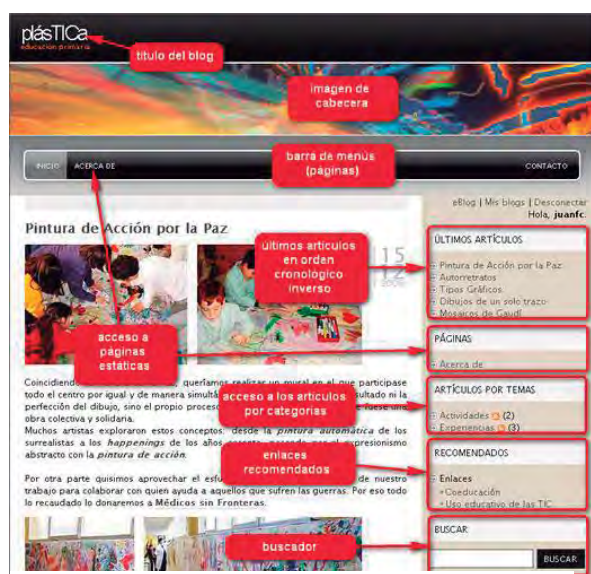 plásTICa
educación primaria
título del blog
imagen de
cabecera
barra de menús
(páginas)
INICIO ACERCA DE
CONTACTO
eBlog | Mis blogs | Desconectar
Hola, juanfc.
Pintura de Acción por la Paz
15
12
últimos artículos
en orden
cronológico
inverso
ÚLTIMOS ARTÍCULOS
Pintura de Acción por la Paz
Autorretratos
Tipos Gráficos
Dibujos de un solo trazo
Mosaicos de Gaudí
acceso a
páginas
estáticas
PÁGINAS
Acerca de
Coincidiendo queríamos realizar un mural en el que participase
todo el centro por igual y de manera resultado ni la
perfección del dibujo, sino el propio fuese una
obra colectiva y solidaria.
acceso a los artículos
por categorías
ARTÍCULOS POR TEMAS
Actividades (2)
Experiencias (3)
Muchos artistas exploraron estos conceptos, desde la pintura automática de los
surrealistas a los happenings de los años expresionismo
abstracto con la pintura de acción.
enlaces
recomendados
RECOMENDADOS
Enlaces
Coeducación
Uso educativo de las TIC
Por otra parte quisimos aprovechar el de nuestro
trabajo para colaborar con quien ayuda a aquellos que sufren las guerras. Por eso todo
lo recaudado lo donaremos a Médicos sin Fronteras.
buscador
BUSCAR
BUSCAR